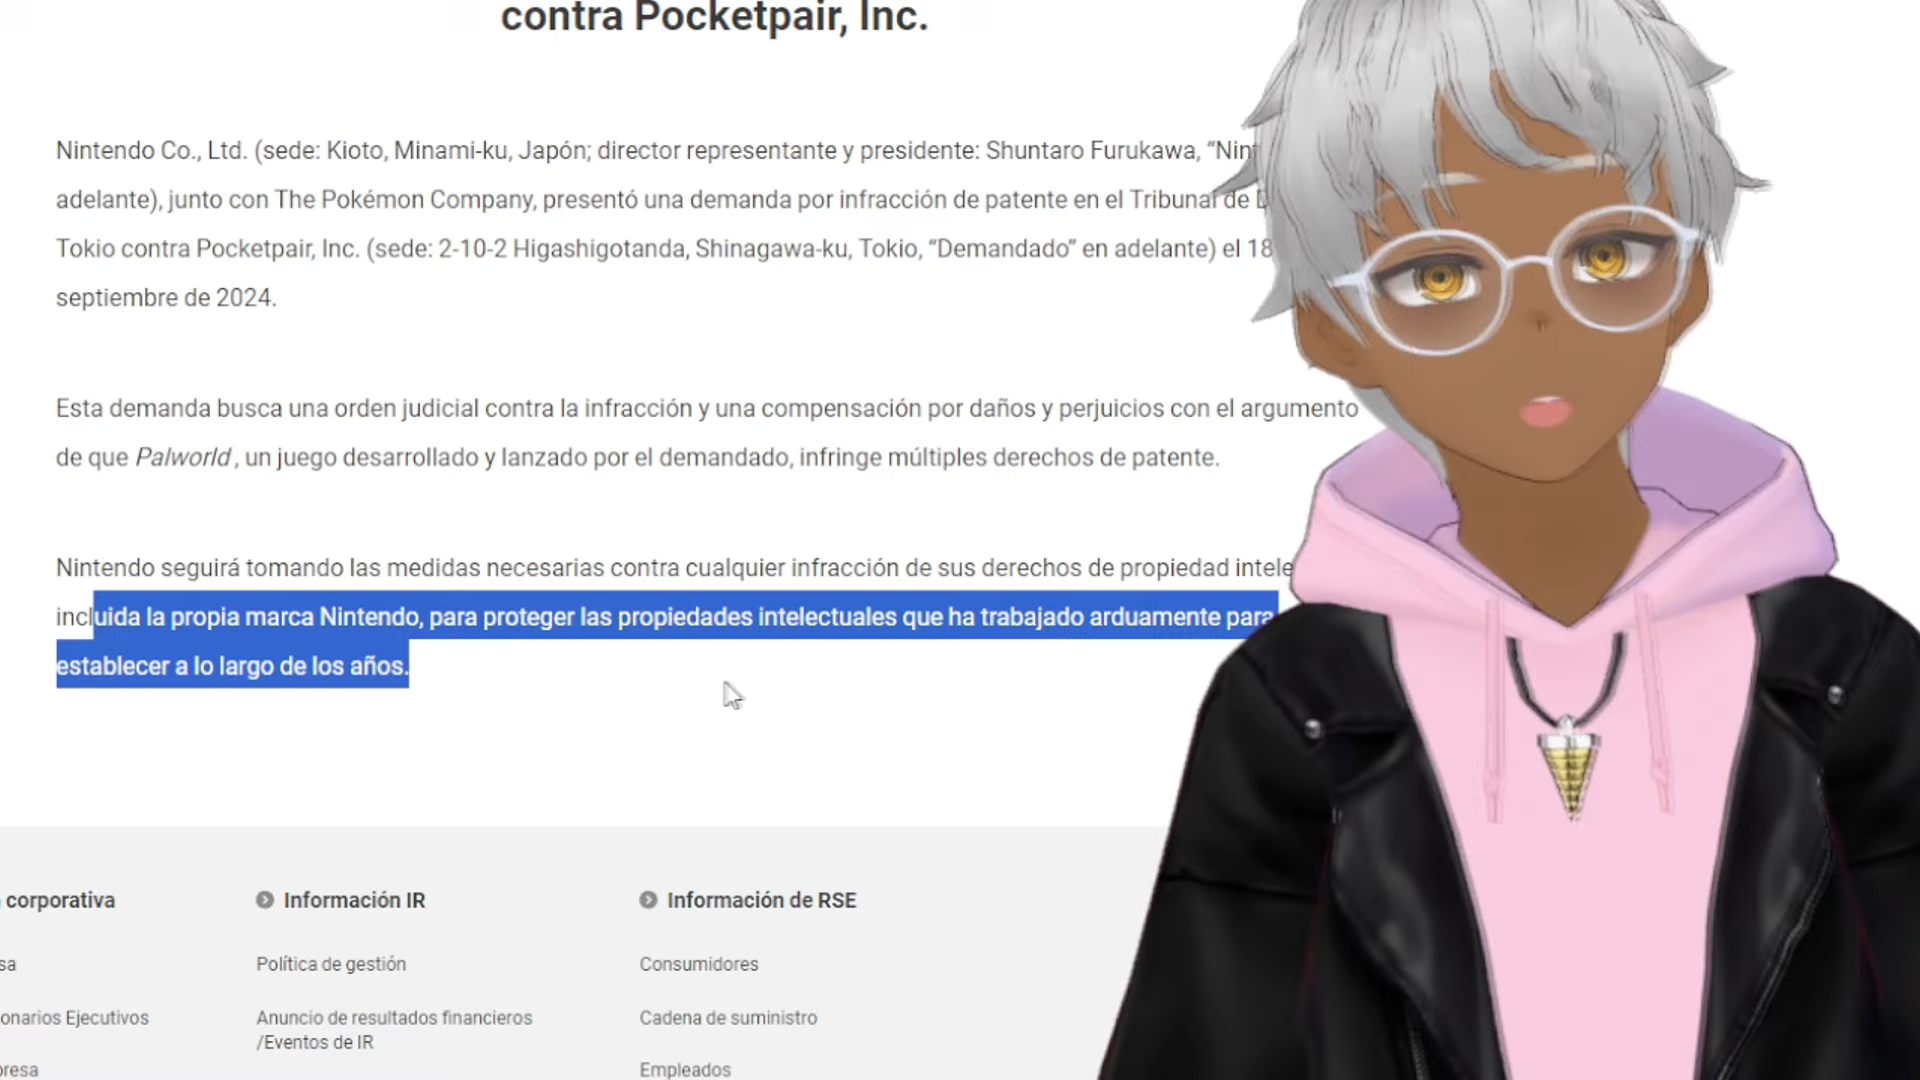 contra Pocketpair, Inc.
Nintendo Co., Ltd. (sede: Kioto, Minami-ku, Japón; director representante y presidente: Shuntaro Furukawa, “Nin
adelante), junto con The Pokémon Company, presentó una demanda por infracción de patente en el Tribunal de D
Tokio contra Pocketpair, Inc. (sede: 2-10-2 Higashigotanda, Shinagawa-ku, Tokio, “Demandado” en adelante) el 18
septiembre de 2024.
Esta demanda busca una orden judicial contra la infracción y una compensación por daños y perjuicios con el argumento
de que Palworld , un juego desarrollado y lanzado por el demandado, infringe múltiples derechos de patente.
Nintendo seguirá tomando las medidas necesarias contra cualquier infracción de sus derechos de propiedad intele
incluida la propia marca Nintendo, para proteger las propiedades intelectuales que ha trabajado arduamente para
establecer a lo largo de los años.
corporativa
Información IR
Información de RSE
sa
Política de gestión
Consumidores
onarios Ejecutivos
Anuncio de resultados financieros
/Eventos de IR
Cadena de suministro
presa
Empleados